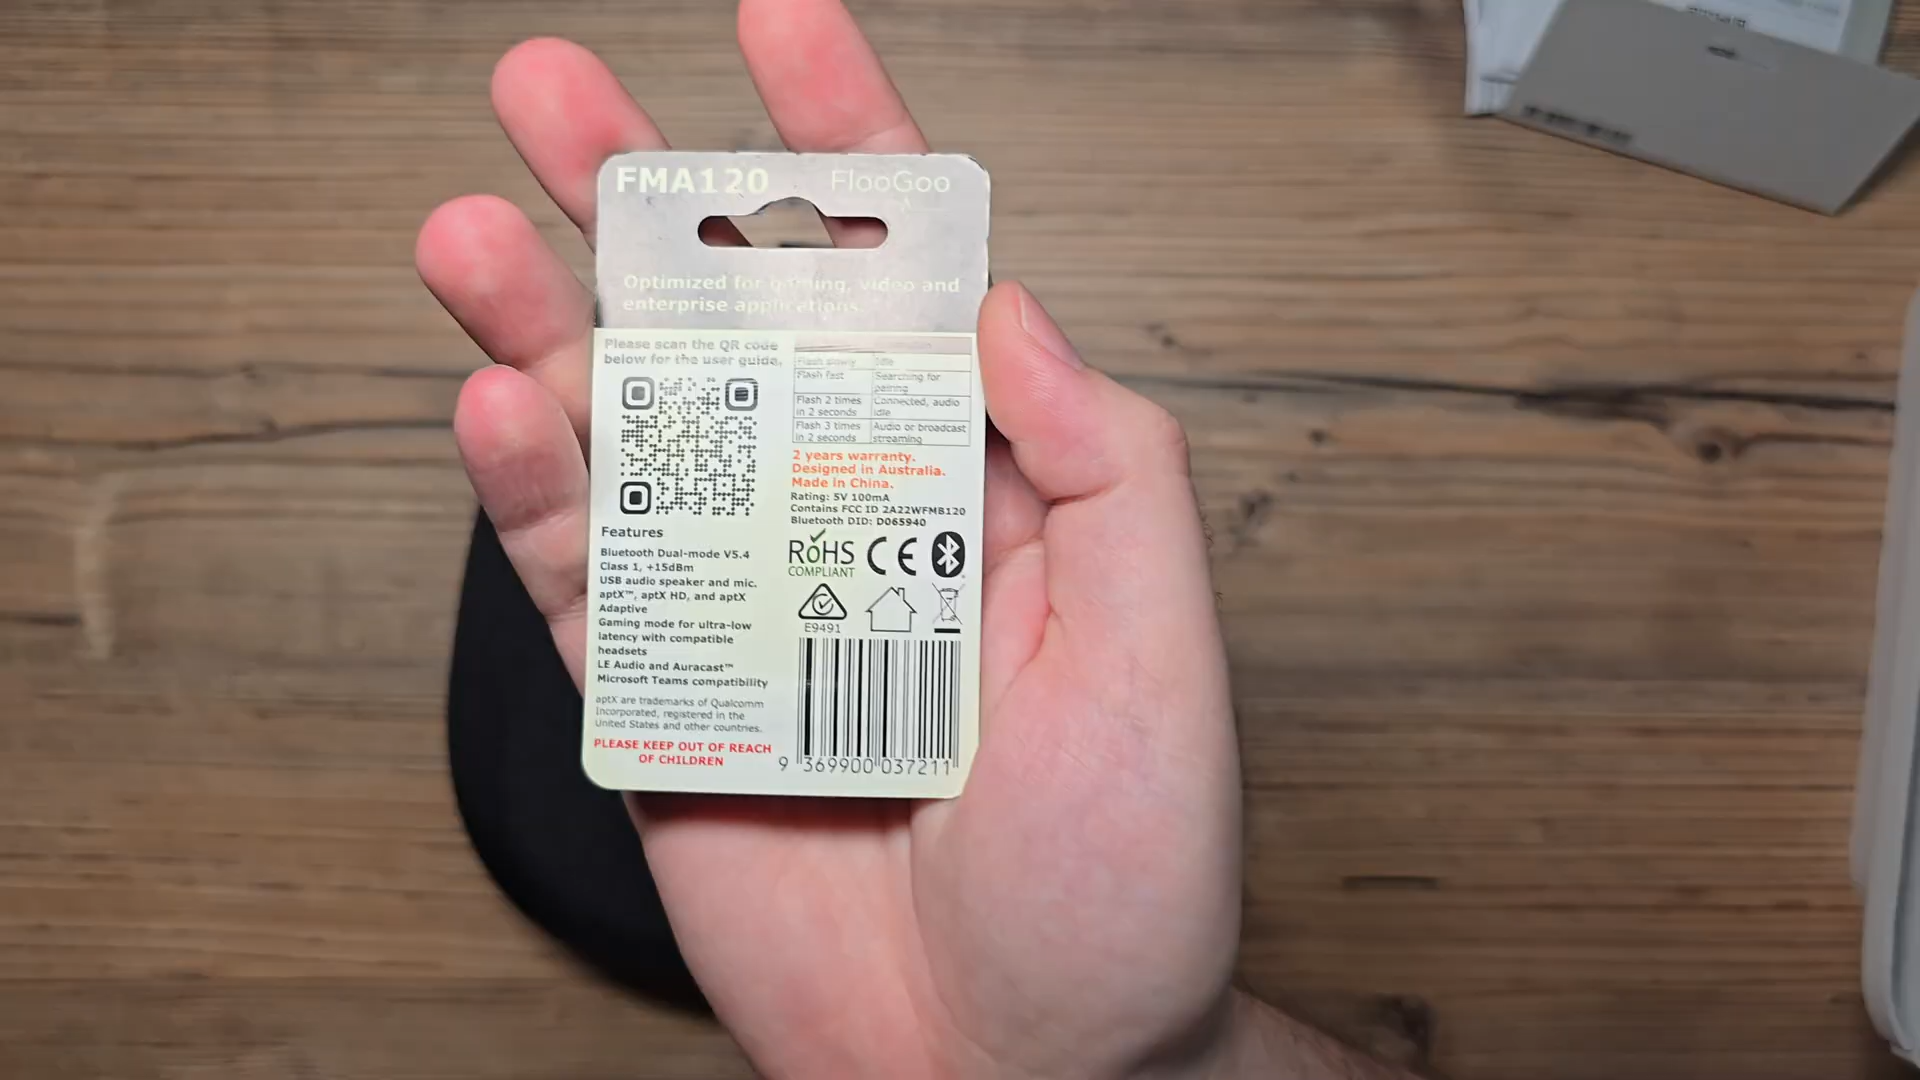 FMA120
FlooGoo
Optimized for gaming, video and
enterprise applications.
Please scan the QR code
below for the user guide.
Flash slowly Idle
Flash fast Searching for
pairing
Flash 2 times Connected, audio
in 2 seconds idle
Flash 3 times Audio or broadcast
in 2 seconds streaming
2 years warranty.
Designed in Australia.
Made in China.
Rating: 5V 100mA
Contains FCC ID 2A22WFMB120
Bluetooth DID: D065940
RoHS
COMPLIANT
CE
E9491
Features
Bluetooth Dual-mode V5.4
Class 1, +15dBm
USB audio speaker and mic.
aptX™, aptX HD, and aptX
Adaptive
Gaming mode for ultra-low
latency with compatible
headsets
LE Audio and Auracast™
Microsoft Teams compatibility
aptX are trademarks of Qualcomm
Incorporated, registered in the
United States and other countries.
PLEASE KEEP OUT OF REACH
OF CHILDREN
9 369900 037211